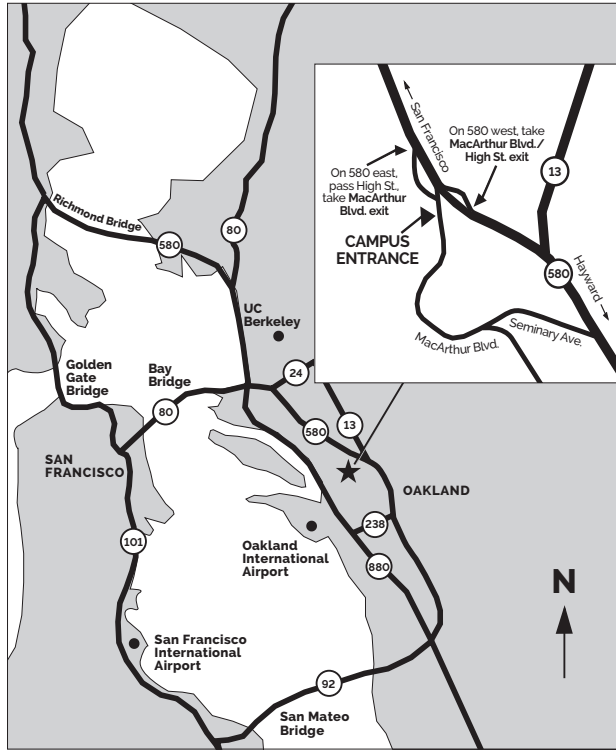 San Francisco
On 580 west, take
MacArthur Blvd./
High St. exit
On 580 east,
pass High St.,
take MacArthur
Blvd. exit
13
CAMPUS
ENTRANCE
580
Hayward
Seminary Ave.
MacArthur Blvd.
Richmond Bridge
580
80
UC
Berkeley
Golden
Gate
Bridge
Bay
Bridge
24
80
580
13
SAN
FRANCISCO
OAKLAND
238
101
Oakland
International
Airport
880
N
San Francisco
International
Airport
92
San Mateo
Bridge